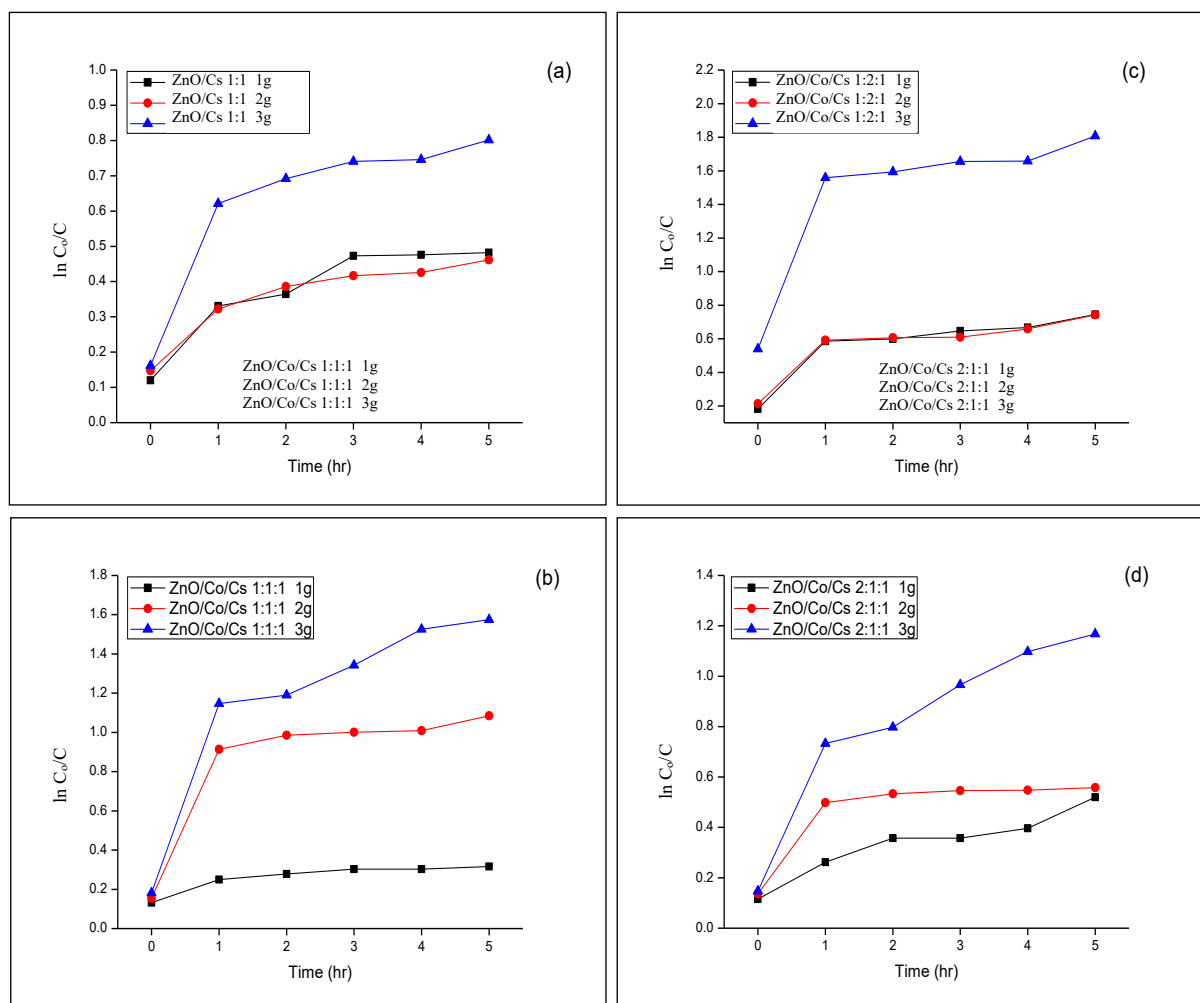 (a)
ZnO/Cs 1:1 1g
ZnO/Cs 1:1 2g
ZnO/Cs 1:1 3g
1.0
0.9
0.8
0.7
0.6
0.5
0.4
0.3
0.2
0.1
0.0
ln Co/C
ZnO/Co/Cs 1:1:1 1g
ZnO/Co/Cs 1:1:1 2g
ZnO/Co/Cs 1:1:1 3g
0 1 2 3 4 5
Time (hr)
(c)
ZnO/Co/Cs 1:2:1 1g
ZnO/Co/Cs 1:2:1 2g
ZnO/Co/Cs 1:2:1 3g
2.2
2.0
1.8
1.6
1.4
1.2
1.0
0.8
0.6
0.4
0.2
ln Co/C
ZnO/Co/Cs 2:1:1 1g
ZnO/Co/Cs 2:1:1 2g
ZnO/Co/Cs 2:1:1 3g
0 1 2 3 4 5
Time (hr)
(b)
ZnO/Co/Cs 1:1:1 1g
ZnO/Co/Cs 1:1:1 2g
ZnO/Co/Cs 1:1:1 3g
1.8
1.6
1.4
1.2
1.0
0.8
0.6
0.4
0.2
0.0
ln Co/C
0 1 2 3 4 5
Time (hr)
(d)
ZnO/Co/Cs 2:1:1 1g
ZnO/Co/Cs 2:1:1 2g
ZnO/Co/Cs 2:1:1 3g
1.4
1.2
1.0
0.8
0.6
0.4
0.2
0.0
ln Co/C
0 1 2 3 4 5
Time (hr)